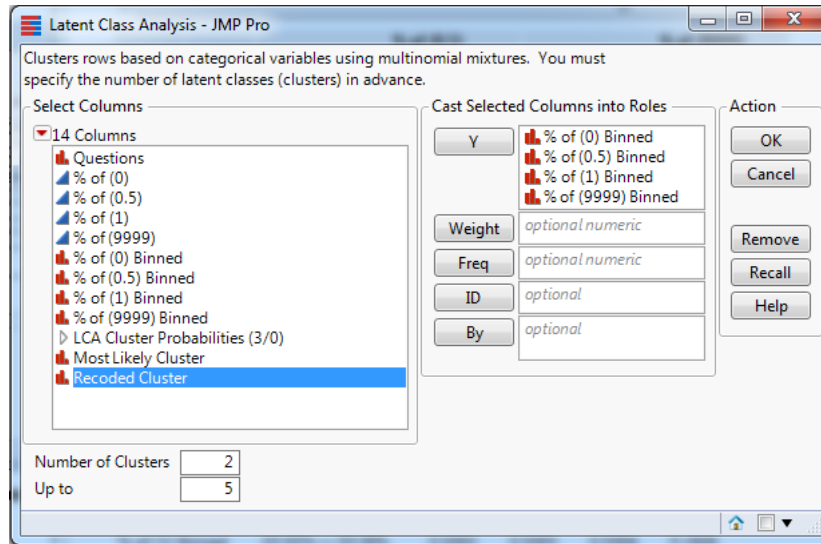 Latent Class Analysis - JMP Pro
Clusters rows based on categorical variables using multinomial mixtures. You must
specify the number of latent classes (clusters) in advance.
Select Columns
14 Columns
Questions
% of (0)
% of (0.5)
% of (1)
% of (9999)
% of (0) Binned
% of (0.5) Binned
% of (1) Binned
% of (9999) Binned
LCA Cluster Probabilities (3/0)
Most Likely Cluster
Recoded Cluster
Number of Clusters 2
Up to 5
Cast Selected Columns into Roles
Y
% of (0) Binned
% of (0.5) Binned
% of (1) Binned
% of (9999) Binned
Weight optional numeric
Freq optional numeric
ID optional
By optional
Action
OK
Cancel
Remove
Recall
Help